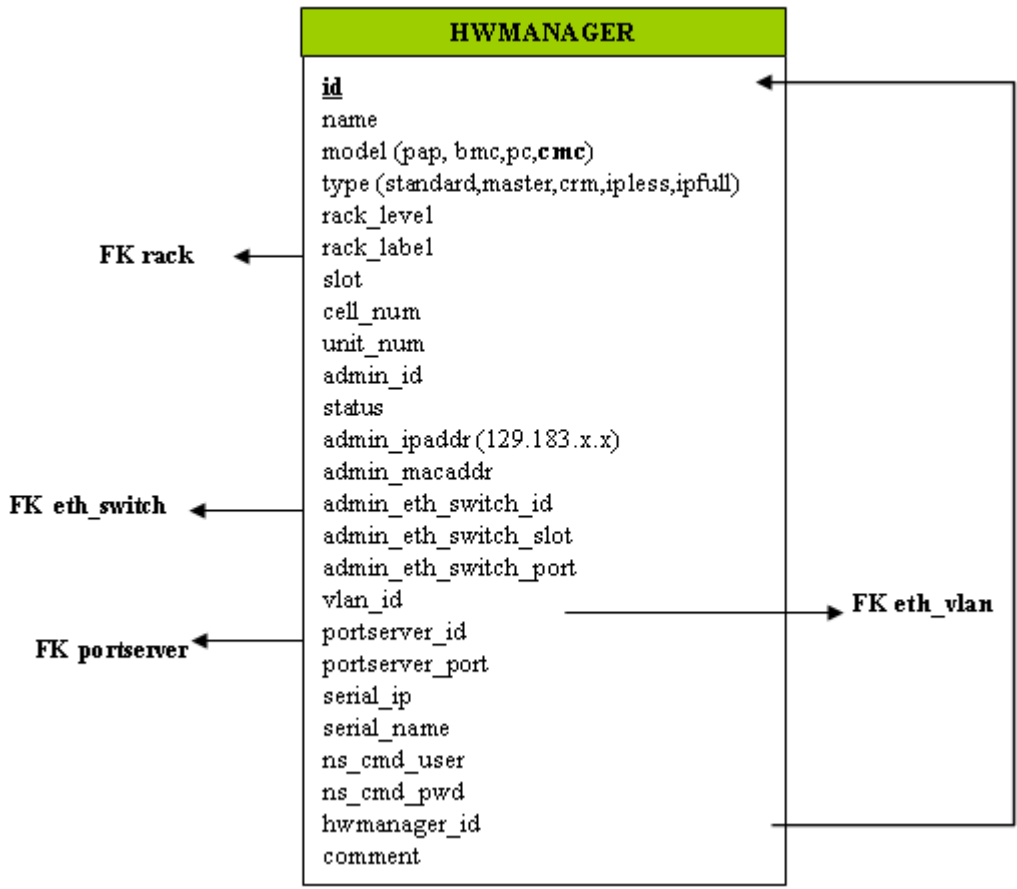 HWMANAGER
id
name
model (pap, bmc,pc,cmc)
type (standard,master,crm,ipless,ipfull)
rack_level
FK rack
rack_label
slot
cell_num
unit_num
admin_id
status
admin_ipaddr (129.183.x.x)
admin_macaddr
FK eth_switch
admin_eth_switch_id
admin_eth_switch_slot
admin_eth_switch_port
vlan_id
FK eth_vlan
portserver_id
FK portserver
portserver_port
serial_ip
serial_name
ns_cmd_user
ns_cmd_pwd
hwmanager_id
comment